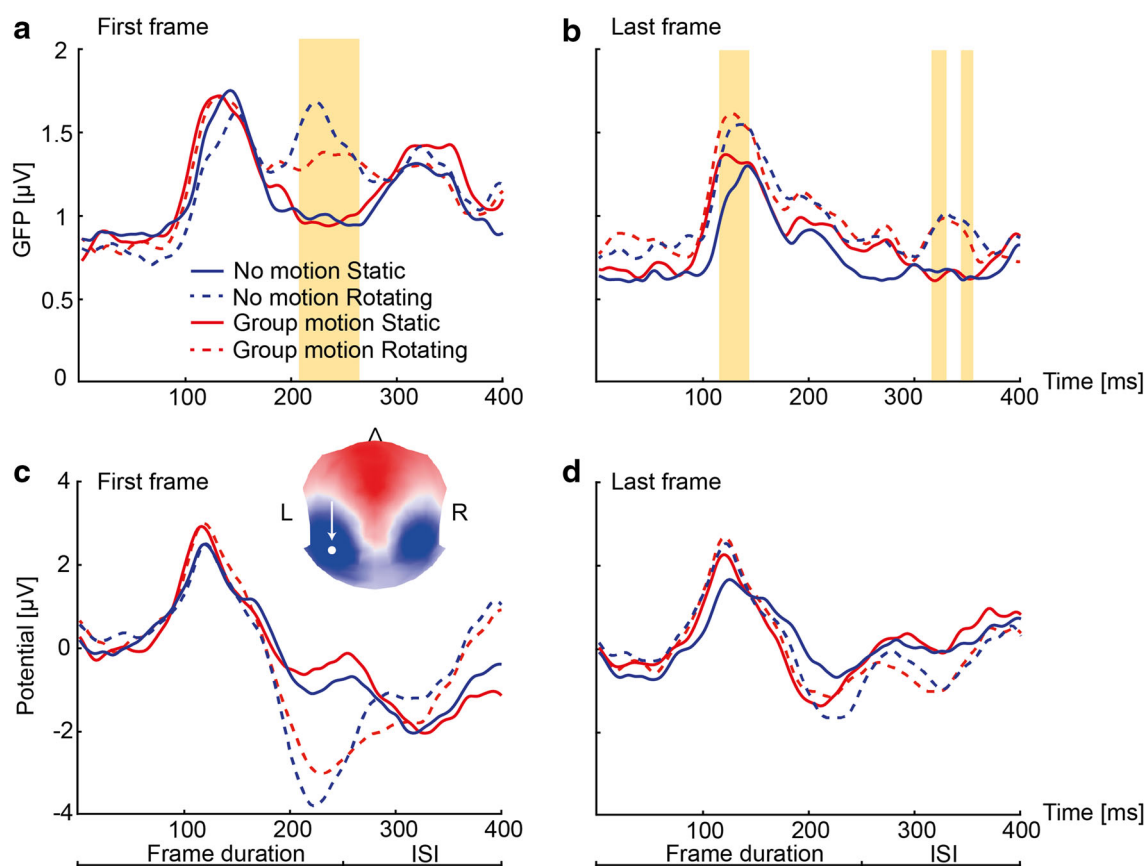 a First frame
2
1.5
1
0.5
0
GFP [µV]
No motion Static
No motion Rotating
Group motion Static
Group motion Rotating
100 200 300 400
b Last frame
100 200 300 400
Time [ms]
c First frame
4
2
0
-2
-4
Potential [µV]
L R
100 200 300 400
Frame duration ISI
d Last frame
100 200 300 400
Time [ms]
Frame duration ISI